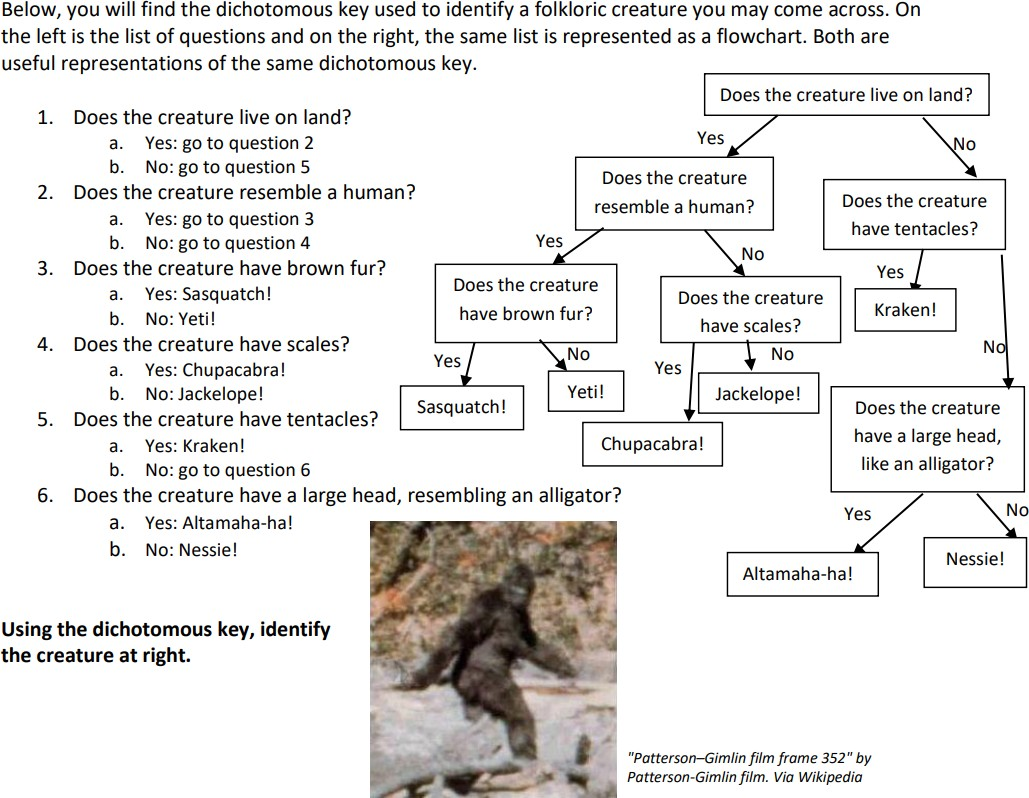 Below, you will find the dichotomous key used to identify a folkloric creature you may come across. On
the left is the list of questions and on the right, the same list is represented as a flowchart. Both are
useful representations of the same dichotomous key.
1. Does the creature live on land?
a. Yes: go to question 2
b. No: go to question 5
2. Does the creature resemble a human?
a. Yes: go to question 3
b. No: go to question 4
3. Does the creature have brown fur?
a. Yes: Sasquatch!
b. No: Yeti!
4. Does the creature have scales?
a. Yes: Chupacabra!
b. No: Jackelope!
5. Does the creature have tentacles?
a. Yes: Kraken!
b. No: go to question 6
6. Does the creature have a large head, resembling an alligator?
a. Yes: Altamaha-ha!
b. No: Nessie!
Does the creature live on land?
Yes
No
Does the creature
resemble a human?
Does the creature
have tentacles?
Yes
No
Yes
No
Does the creature
have brown fur?
Does the creature
have scales?
Kraken!
Yes
No
Yes
No
Sasquatch!
Yeti!
Chupacabra!
Jackelope!
Does the creature
have a large head,
like an alligator?
Yes
No
Altamaha-ha!
Nessie!
Using the dichotomous key, identify
the creature at right.
"Patterson–Gimlin film frame 352" by
Patterson-Gimlin film. Via Wikipedia